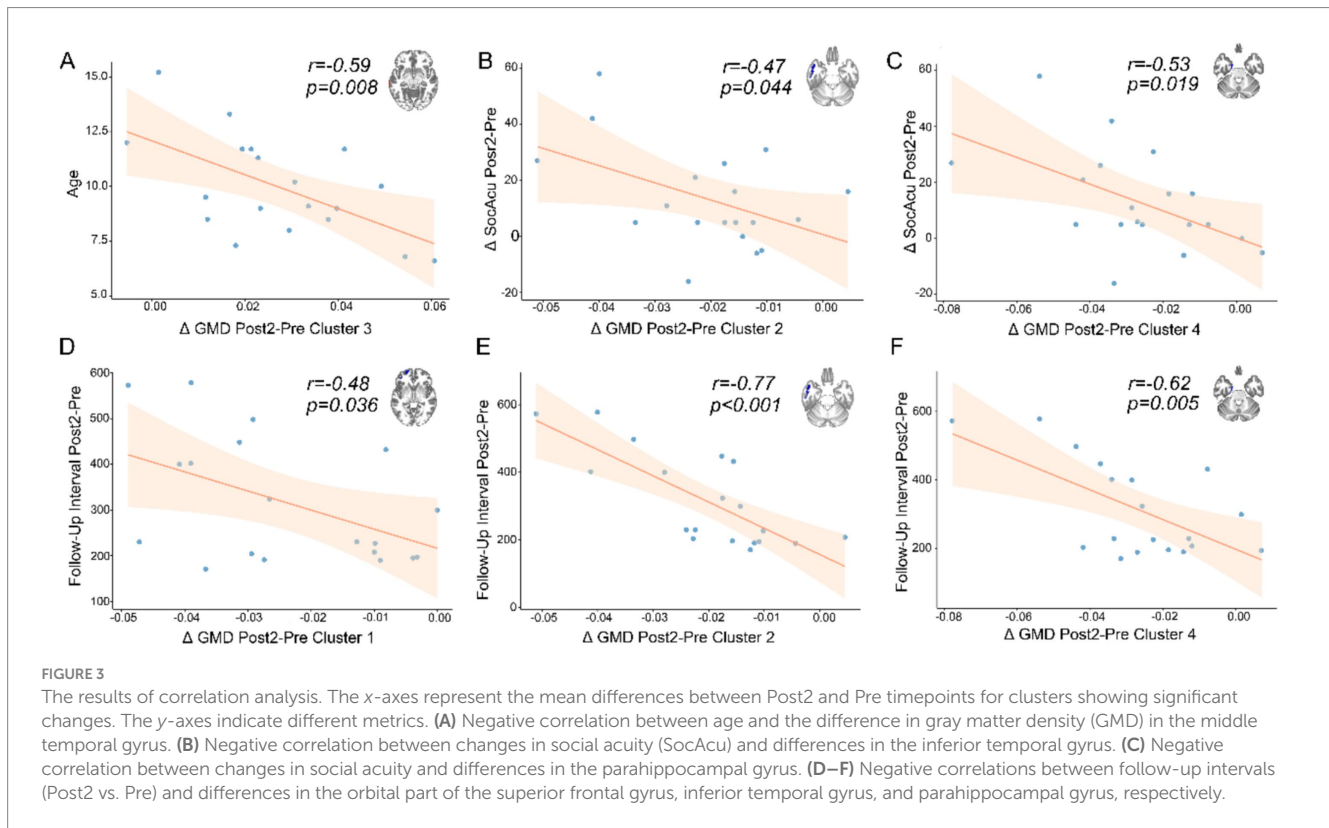 A
r=-0.59
p=0.008
15.0
12.5
10.0
7.5
5.0
Age
0.00
0.02
0.04
0.06
Δ GMD Post2-Pre Cluster 3
B
r=-0.47
p=0.044
60
40
20
0
-20
Δ SocAcu Posr2-Pre
-0.05
-0.04
-0.03
-0.02
-0.01
0.00
Δ GMD Post2-Pre Cluster 2
C
r=-0.53
p=0.019
60
40
20
0
-20
Δ SocAcu Post2-Pre
-0.08
-0.06
-0.04
-0.02
0.00
Δ GMD Post2-Pre Cluster 4
D
r=-0.48
p=0.036
600
500
400
300
200
100
Follow-Up Interval Post2-Pre
-0.05
-0.04
-0.03
-0.02
-0.01
0.00
Δ GMD Post2-Pre Cluster 1
E
r=-0.77
p<0.001
600
400
200
0
Follow-Up Interval Post2-Pre
-0.05
-0.04
-0.03
-0.02
-0.01
0.00
Δ GMD Post2-Pre Cluster 2
F
r=-0.62
p=0.005
600
400
200
Follow-Up Interval Post2-Pre
-0.08
-0.06
-0.04
-0.02
0.00
Δ GMD Post2-Pre Cluster 4
FIGURE 3
The results of correlation analysis. The x-axes represent the mean differences between Post2 and Pre timepoints for clusters showing significant
changes. The y-axes indicate different metrics. (A) Negative correlation between age and the difference in gray matter density (GMD) in the middle
temporal gyrus. (B) Negative correlation between changes in social acuity (SocAcu) and differences in the inferior temporal gyrus. (C) Negative
correlation between changes in social acuity and differences in the parahippocampal gyrus. (D–F) Negative correlations between follow-up intervals
(Post2 vs. Pre) and differences in the orbital part of the superior frontal gyrus, inferior temporal gyrus, and parahippocampal gyrus, respectively.